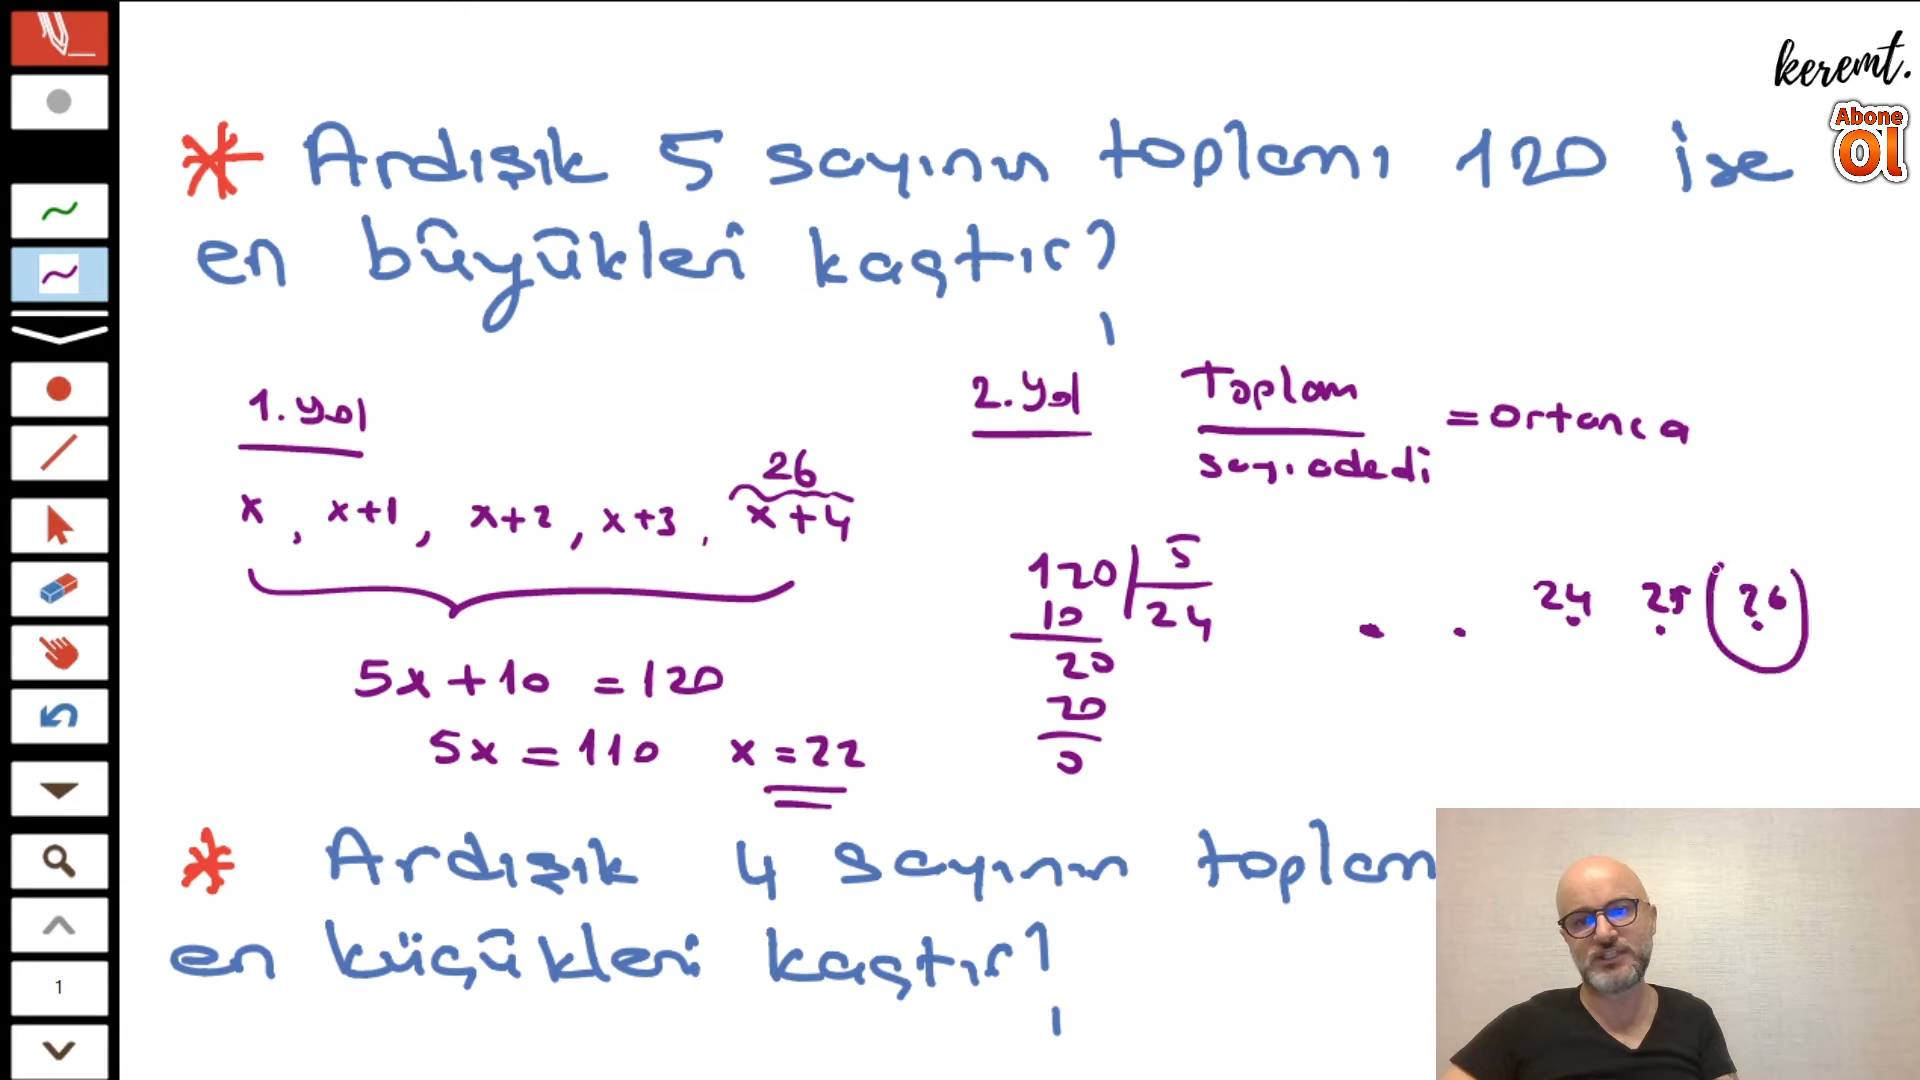 keremt.
Abone
Ol
* Ardışık 5 sayının toplamı 120 ise
en büyükleri kaçtır?
1. yol
x, x+1, x+2, x+3, x+4
26
5x+10 = 120
5x = 110 x = 22
2. yol Toplam
sayı adedi
= ortanca
120 5
10 24
20
20
0
. . 24 25 26
* Ardışık 4 sayının toplam
en küçükleri kaçtır?
1